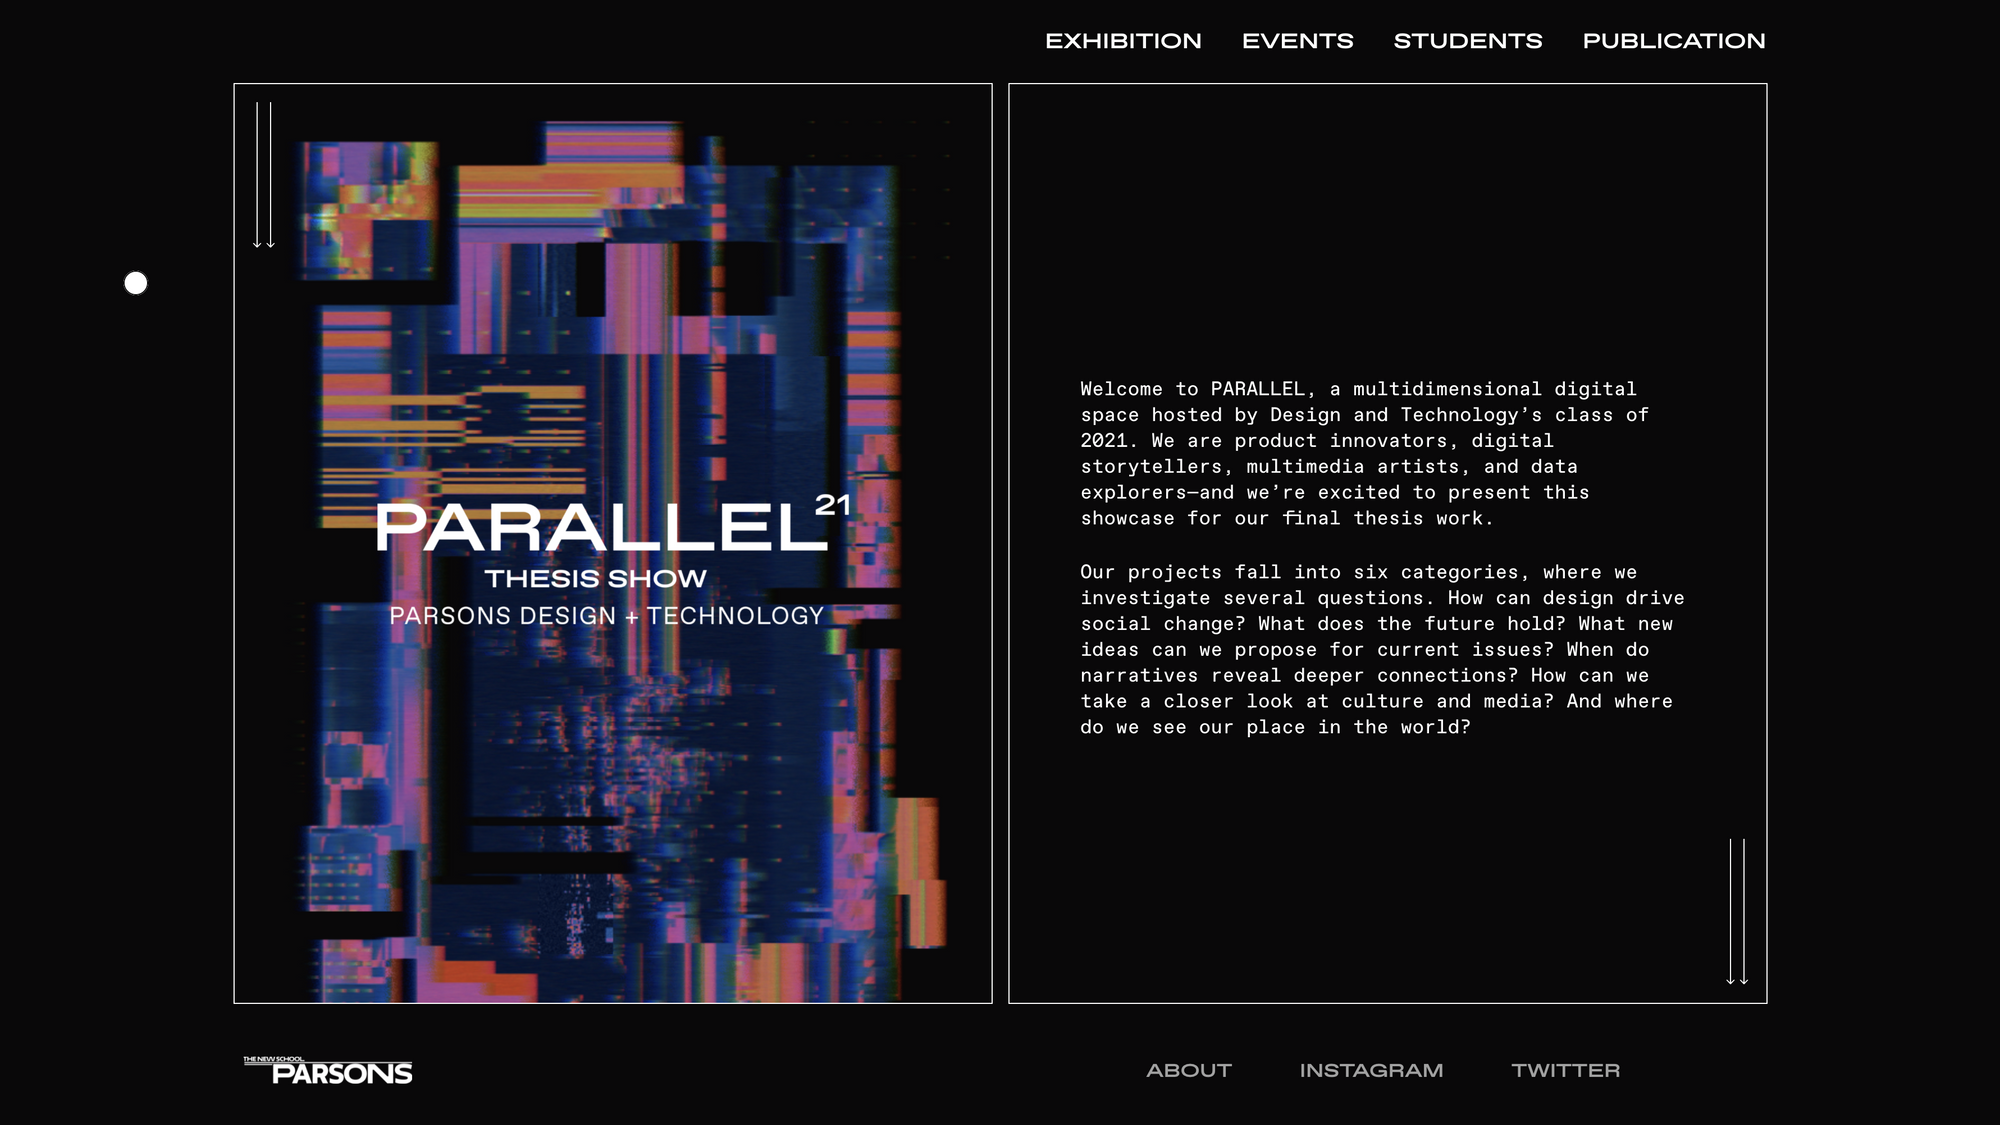 EXHIBITION EVENTS STUDENTS PUBLICATION
PARALLEL21
THESIS SHOW
PARSONS DESIGN + TECHNOLOGY
Welcome to PARALLEL, a multidimensional digital
space hosted by Design and Technology’s class of
2021. We are product innovators, digital
storytellers, multimedia artists, and data
explorers—and we’re excited to present this
showcase for our final thesis work.
Our projects fall into six categories, where we
investigate several questions. How can design drive
social change? What does the future hold? What new
ideas can we propose for current issues? When do
narratives reveal deeper connections? How can we
take a closer look at culture and media? And where
do we see our place in the world?
THE NEW SCHOOL
PARSONS
ABOUT INSTAGRAM TWITTER